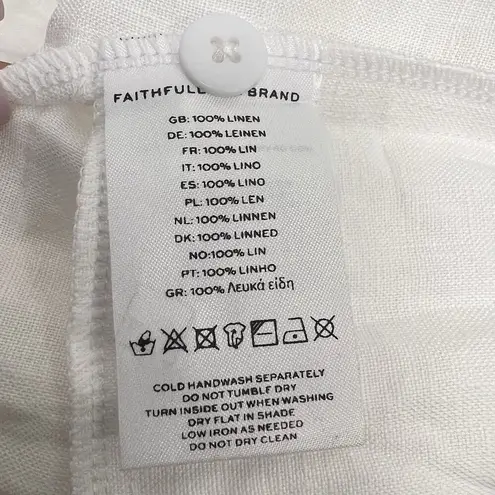 FAITHFULL BRAND
GB: 100% LINEN
DE: 100% LEINEN
FR: 100% LIN
IT: 100% LINO
ES: 100% LINO
PL: 100% LEN
NL: 100% LINNEN
DK: 100% LINNED
NO: 100% LIN
PT: 100% LINHO
GR: 100% Λευκά είδη
COLD HANDWASH SEPARATELY
DO NOT TUMBLE DRY
TURN INSIDE OUT WHEN WASHING
DRY FLAT IN SHADE
LOW IRON AS NEEDED
DO NOT DRY CLEAN